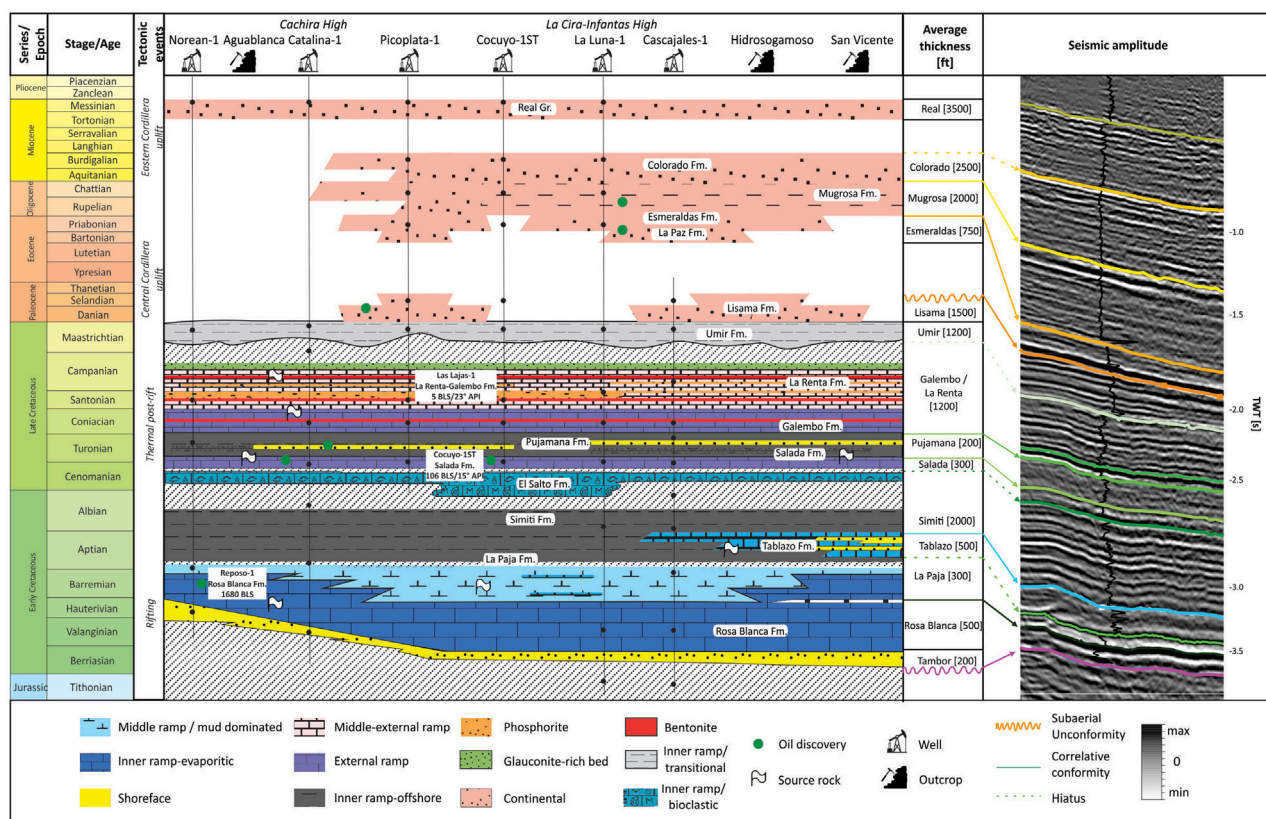 Series/
Epoch
Stage/Age
Tectonic
events
Cachira High
La Cira-Infantas High
Norean-1
Aguablanca
Catalina-1
Picoplata-1
Cocuyo-1ST
La Luna-1
Cascajales-1
Hidrosogamoso
San Vicente
Average
thickness
[ft]
Seismic amplitude
Pliocene
Miocene
Oligocene
Eocene
Paleocene
Late Cretaceous
Early Cretaceous
Jurassic
Piacenzian
Zanclean
Messinian
Tortonian
Serravalian
Langhian
Burdigalian
Aquitanian
Chattian
Rupelian
Priabonian
Bartonian
Lutetian
Ypresian
Thanetian
Selandian
Danian
Maastrichtian
Campanian
Santonian
Coniacian
Turonian
Cenomanian
Albian
Aptian
Barremian
Hauterivian
Valanginian
Berriasian
Tithonian
Eastern Cordillera
uplift
Central Cordillera
uplift
Thermal post-rift
Rifting
Real Gr.
Colorado Fm.
Mugrosa Fm.
Esmeraldas Fm.
La Paz Fm.
Lisama Fm.
Umir Fm.
Las Lajas-1
La Renta-Galembo Fm.
5 BLS/23° API
La Renta Fm.
Galembo Fm.
Pujamana Fm.
Cocuyo-1ST
Salada Fm.
106 BLS/15° API
Salada Fm.
El Salto Fm.
Simiti Fm.
Tablazo Fm.
La Paja Fm.
Reposo-1
Rosa Blanca Fm.
1680 BLS
Rosa Blanca Fm.
Real [3500]
Colorado [2500]
Mugrosa [2000]
Esmeraldas [750]
Lisama [1500]
Umir [1200]
Galembo /
La Renta
[1200]
Pujamana [200]
Salada [300]
Simiti [2000]
Tablazo [500]
La Paja [300]
Rosa Blanca [500]
Tambor [200]
-1.0
-1.5
-2.0
-2.5
-3.0
-3.5
TWT [s]
Middle ramp / mud dominated
Inner ramp-evaporitic
Shoreface
Middle-external ramp
External ramp
Inner ramp-offshore
Phosphorite
Glauconite-rich bed
Continental
Bentonite
Inner ramp/
transitional
Inner ramp/
bioclastic
Oil discovery
Source rock
Well
Outcrop
Subaerial
Unconformity
Correlative
conformity
Hiatus
max
0
min